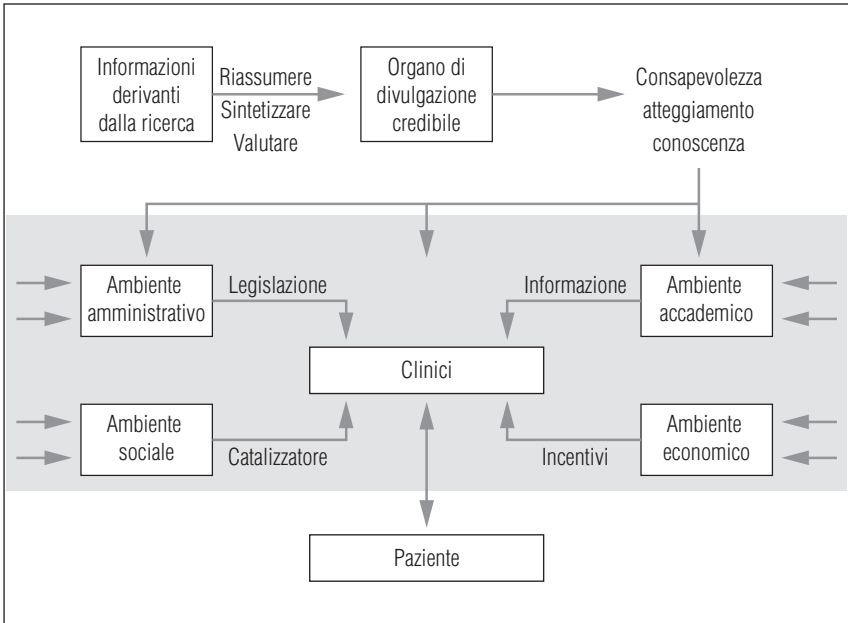 Informazioni
derivanti
dalla ricerca
Riassumere
Sintetizzare
Valutare
Organo di
divulgazione
credibile
Consapevolezza
atteggiamento
conoscenza
Ambiente
amministrativo
Legislazione
Informazione
Ambiente
accademico
Clinici
Ambiente
sociale
Catalizzatore
Incentivi
Ambiente
economico
Paziente